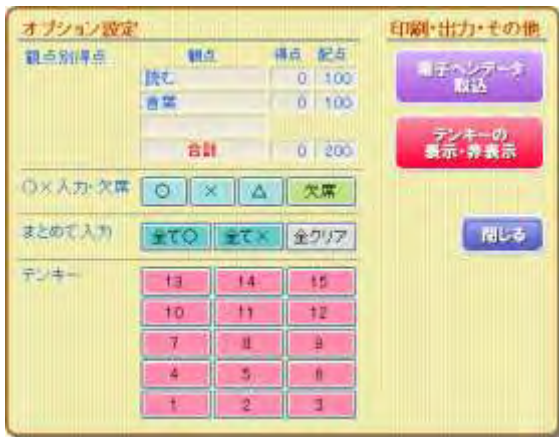 オプション設定
観点別得点 観点 得点 配点
読む 0 100
言葉 0 100
合計 0 200
○×入力・欠席 ○ × △ 欠席
まとめて入力 全て○ 全て× 全クリア
テンキー
13 14 15
10 11 12
7 8 9
4 5 6
1 2 3
印刷・出力・その他
電子ペンデータ
取込
テンキーの
表示・非表示
閉じる